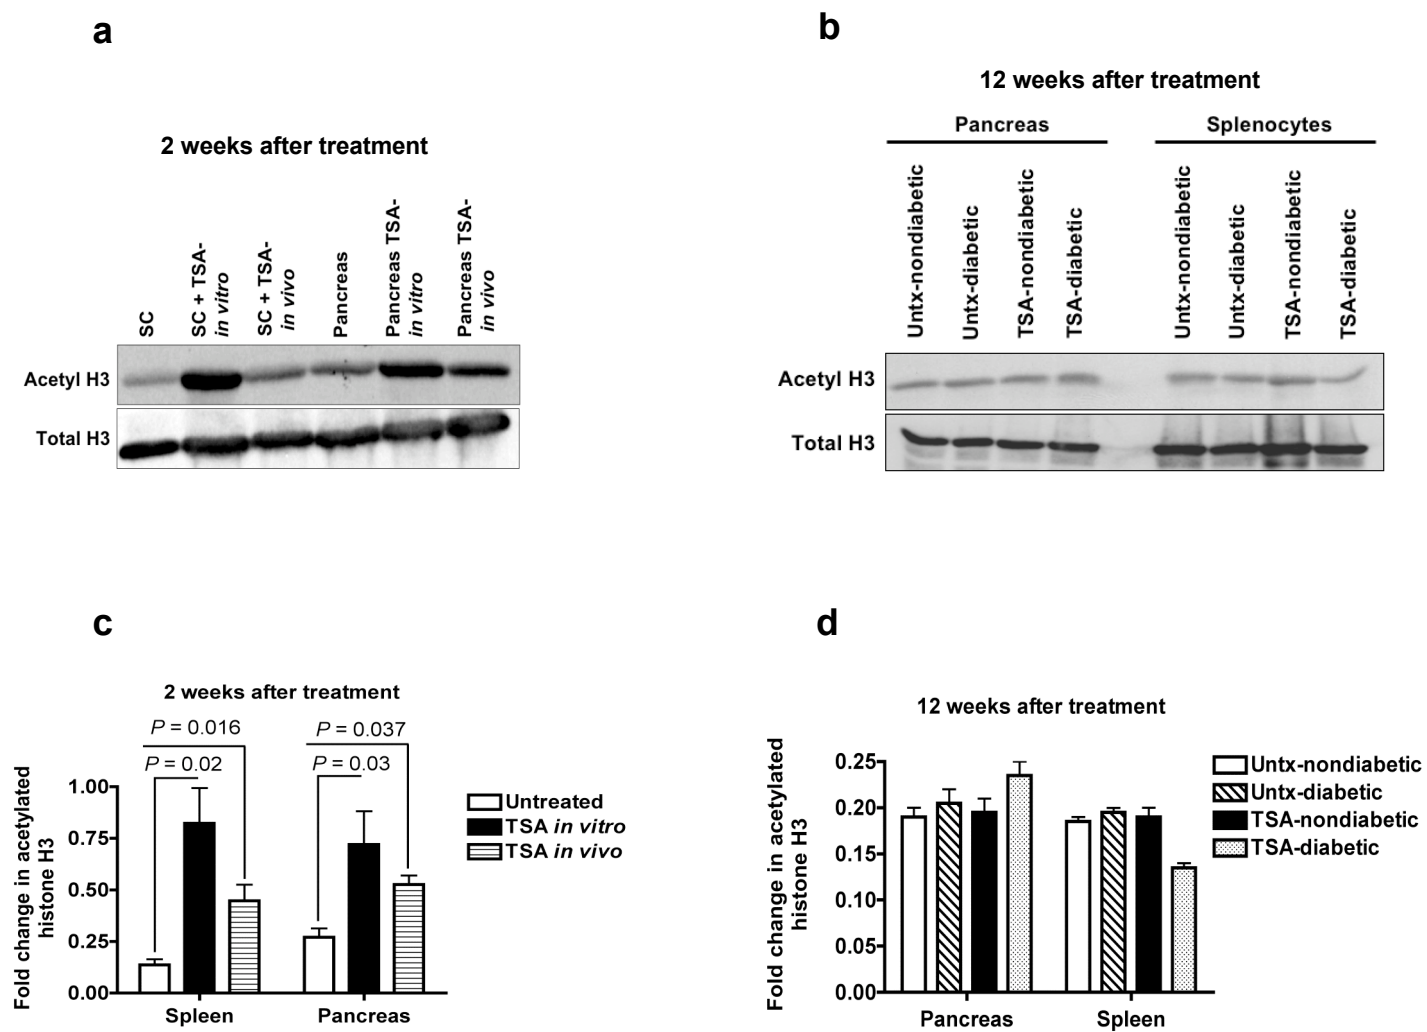 a
2 weeks after treatment
SC
SC + TSA-
in vitro
SC + TSA-
in vivo
Pancreas
Pancreas TSA-
in vitro
Pancreas TSA-
in vivo
Acetyl H3
Total H3
b
12 weeks after treatment
Pancreas
Splenocytes
Untx-nondiabetic
Untx-diabetic
TSA-nondiabetic
TSA-diabetic
Untx-nondiabetic
Untx-diabetic
TSA-nondiabetic
TSA-diabetic
Acetyl H3
Total H3
c
2 weeks after treatment
P = 0.016
P = 0.037
P = 0.02
P = 0.03
Fold change in acetylated
histone H3
1.00
0.75
0.50
0.25
0.00
Spleen
Pancreas
Untreated
TSA in vitro
TSA in vivo
d
12 weeks after treatment
Fold change in acetylated
histone H3
0.25
0.20
0.15
0.10
0.05
0.00
Pancreas
Spleen
Untx-nondiabetic
Untx-diabetic
TSA-nondiabetic
TSA-diabetic